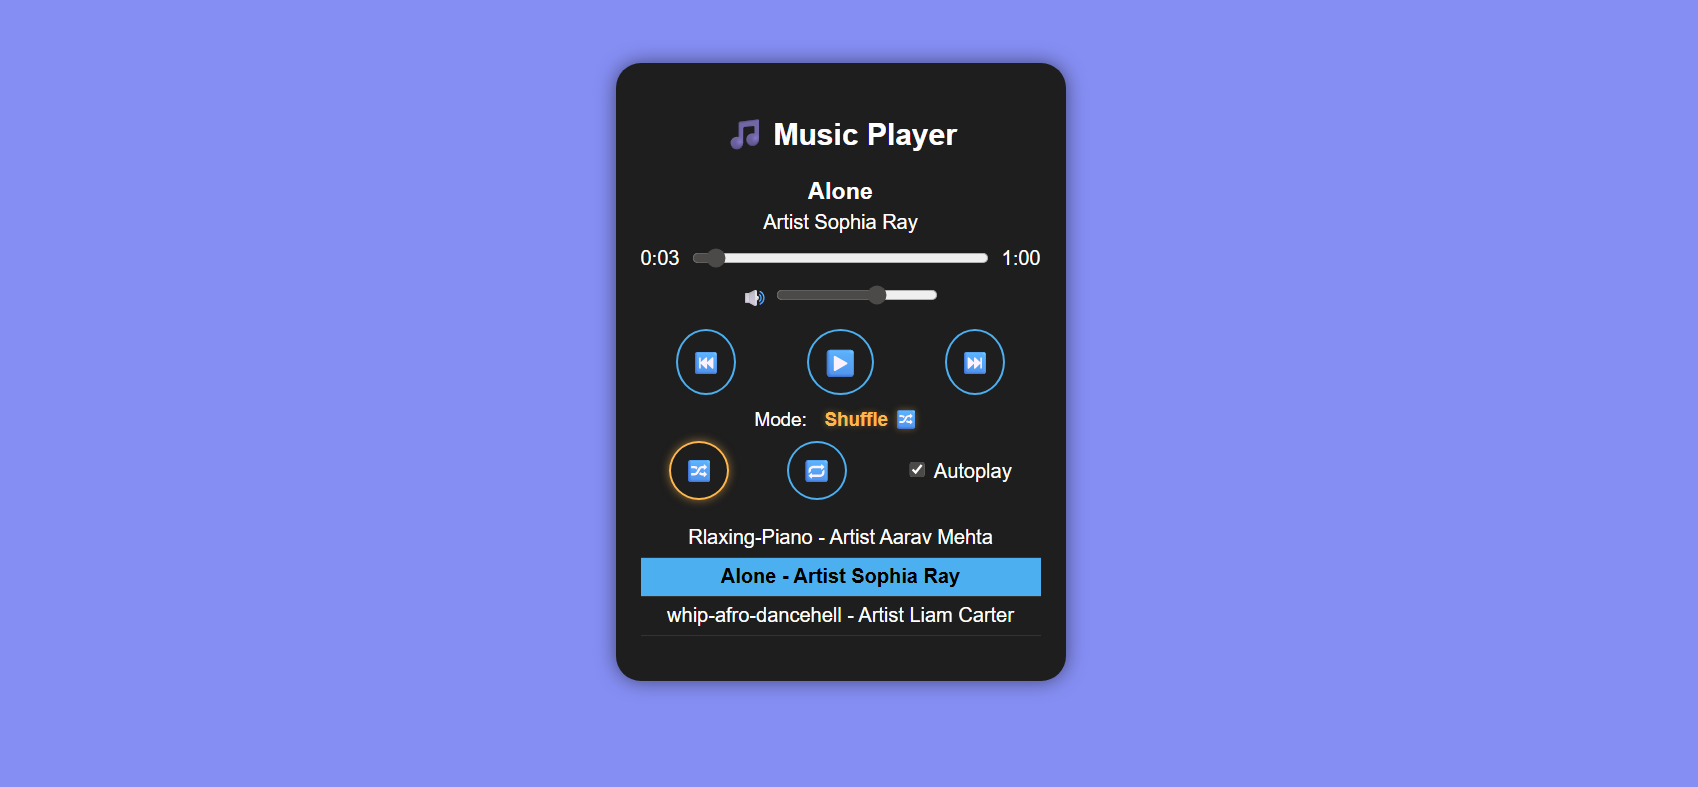 🎵 Music Player
Alone
Artist Sophia Ray
0:03 1:00
Mode: Shuffle 🔀
Autoplay
Rlaxing-Piano - Artist Aarav Mehta
Alone - Artist Sophia Ray
whip-afro-dancehell - Artist Liam Carter